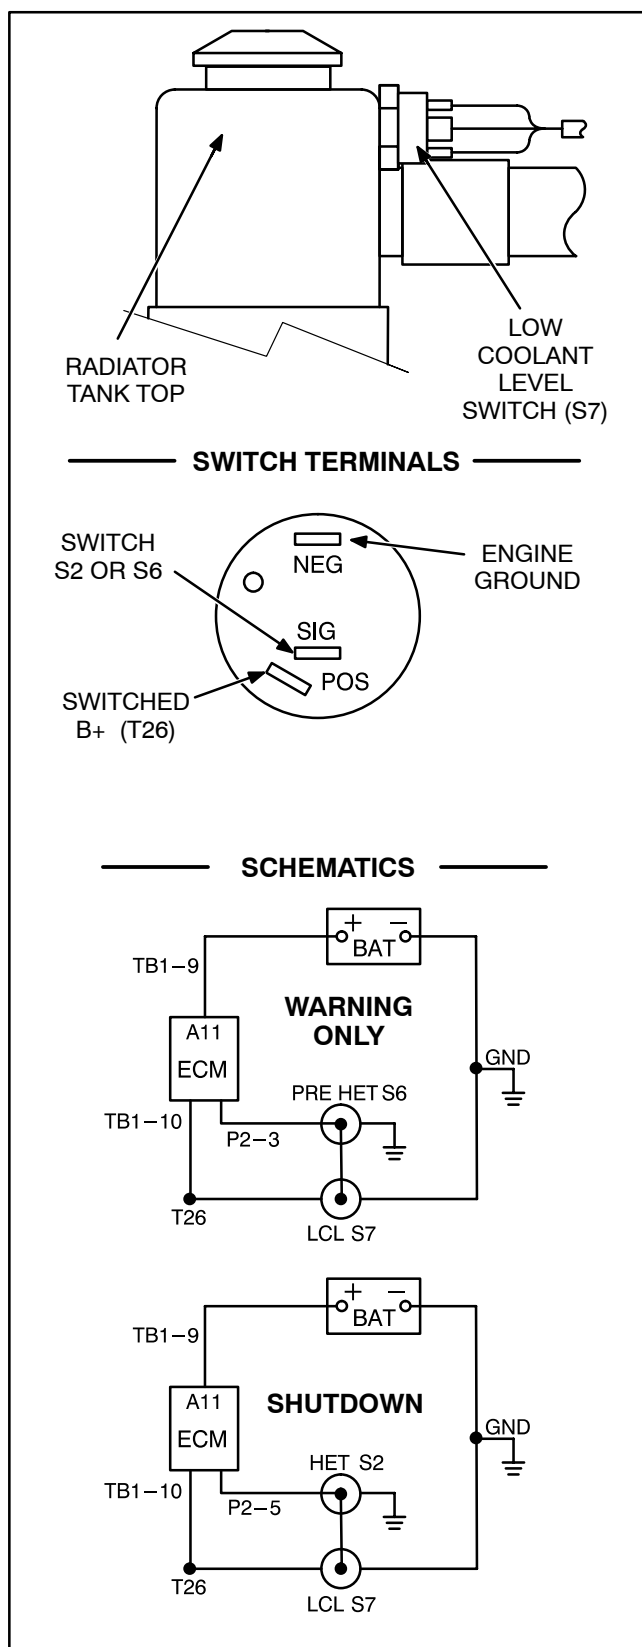 RADIATOR
TANK TOP
LOW
COOLANT
LEVEL
SWITCH (S7)
SWITCH TERMINALS
SWITCH
S2 OR S6
NEG
ENGINE
GROUND
SIG
POS
SWITCHED
B+ (T26)
SCHEMATICS
+ −
BAT
TB1−9
WARNING
ONLY
A11
ECM
GND
PRE HET S6
TB1−10
P2−3
T26
LCL S7
+ −
BAT
TB1−9
A11
SHUTDOWN
ECM
GND
HET S2
TB1−10
P2−5
T26
LCL S7